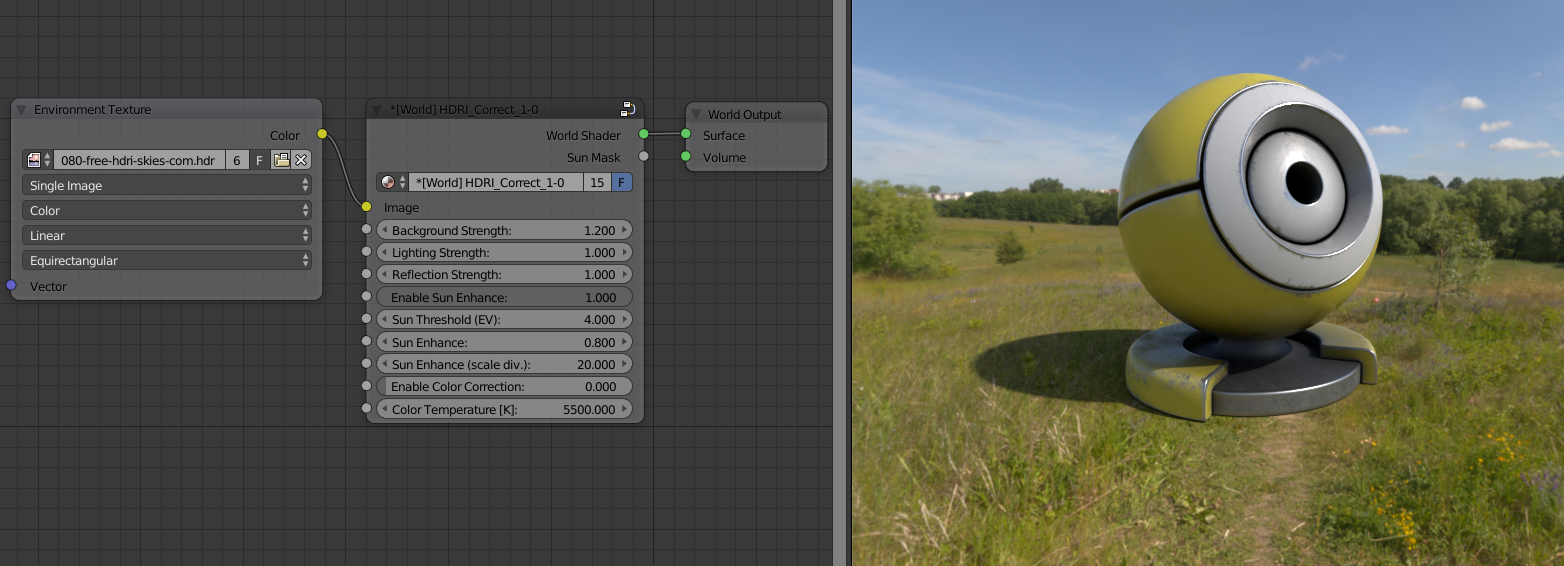 Environment Texture
Color
080-free-hdri-skies-com.hdr 6 F
Single Image
Color
Linear
Equirectangular
Vector
*[World] HDRI_Correct_1-0
World Shader
Sun Mask
*[World] HDRI_Correct_1-0 15 F
Image
Background Strength: 1.200
Lighting Strength: 1.000
Reflection Strength: 1.000
Enable Sun Enhance: 1.000
Sun Threshold (EV): 4.000
Sun Enhance: 0.800
Sun Enhance (scale div.): 20.000
Enable Color Correction: 0.000
Color Temperature [K]: 5500.000
World Output
Surface
Volume